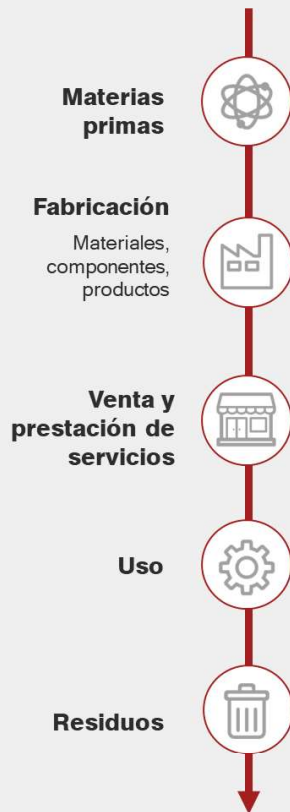 Materias
primas
Fabricación
Materiales,
componentes,
productos
Venta y
prestación de
servicios
Uso
Residuos